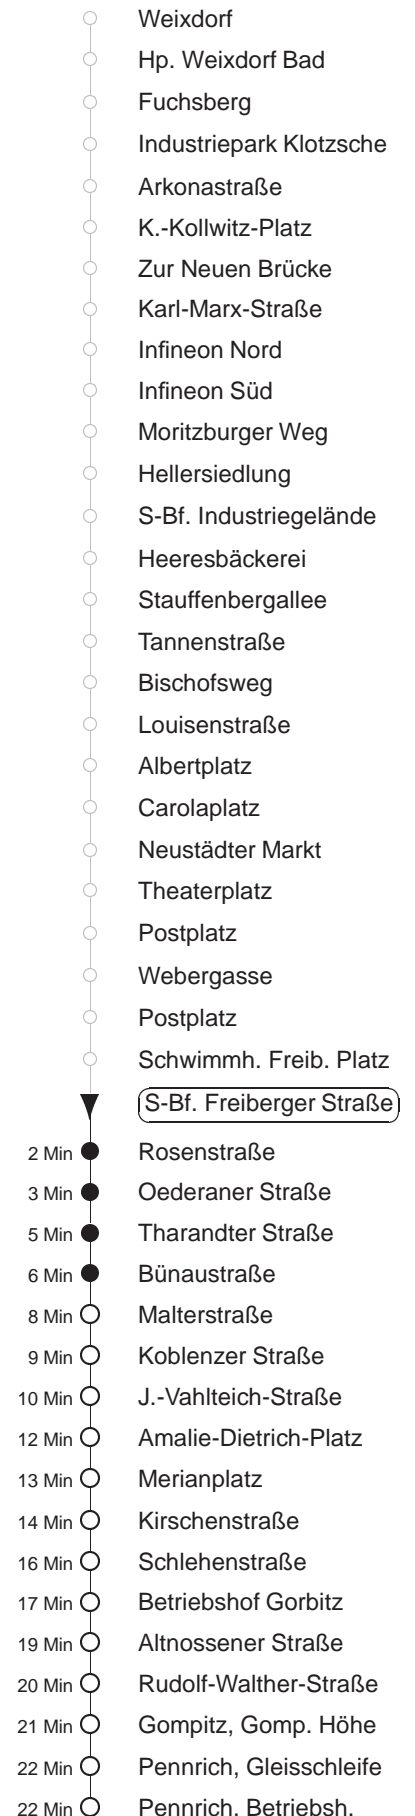 Weixdorf
Hp. Weixdorf Bad
Fuchsberg
Industriepark Klotzsche
Arkonastraße
K.-Kollwitz-Platz
Zur Neuen Brücke
Karl-Marx-Straße
Infineon Nord
Infineon Süd
Moritzburger Weg
Hellersiedlung
S-Bf. Industriegelände
Heeresbäckerei
Stauffenbergallee
Tannenstraße
Bischofsweg
Louisenstraße
Albertplatz
Carolaplatz
Neustädter Markt
Theaterplatz
Postplatz
Webergasse
Postplatz
Schwimmh. Freib. Platz
S-Bf. Freiberger Straße
2 Min Rosenstraße
3 Min Oederaner Straße
5 Min Tharandter Straße
6 Min Bünaustraße
8 Min Malterstraße
9 Min Koblenzer Straße
10 Min J.-Vahlteich-Straße
12 Min Amalie-Dietrich-Platz
13 Min Merianplatz
14 Min Kirschenstraße
16 Min Schlehenstraße
17 Min Betriebshof Gorbitz
19 Min Altnossener Straße
20 Min Rudolf-Walther-Straße
21 Min Gompitz, Gomp. Höhe
22 Min Pennrich, Gleisschleife
22 Min Pennrich, Betriebsh.